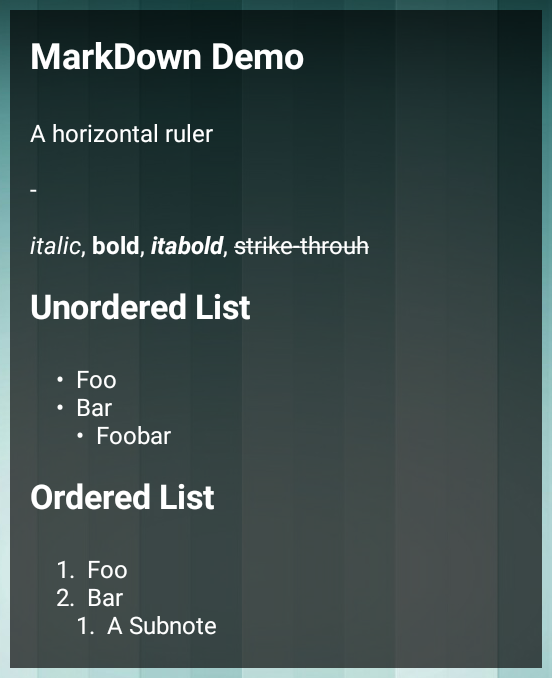 MarkDown Demo
A horizontal ruler
-
italic, bold, itabold, strike-throuh
Unordered List
• Foo
• Bar
• Foobar
Ordered List
1. Foo
2. Bar
1. A Subnote